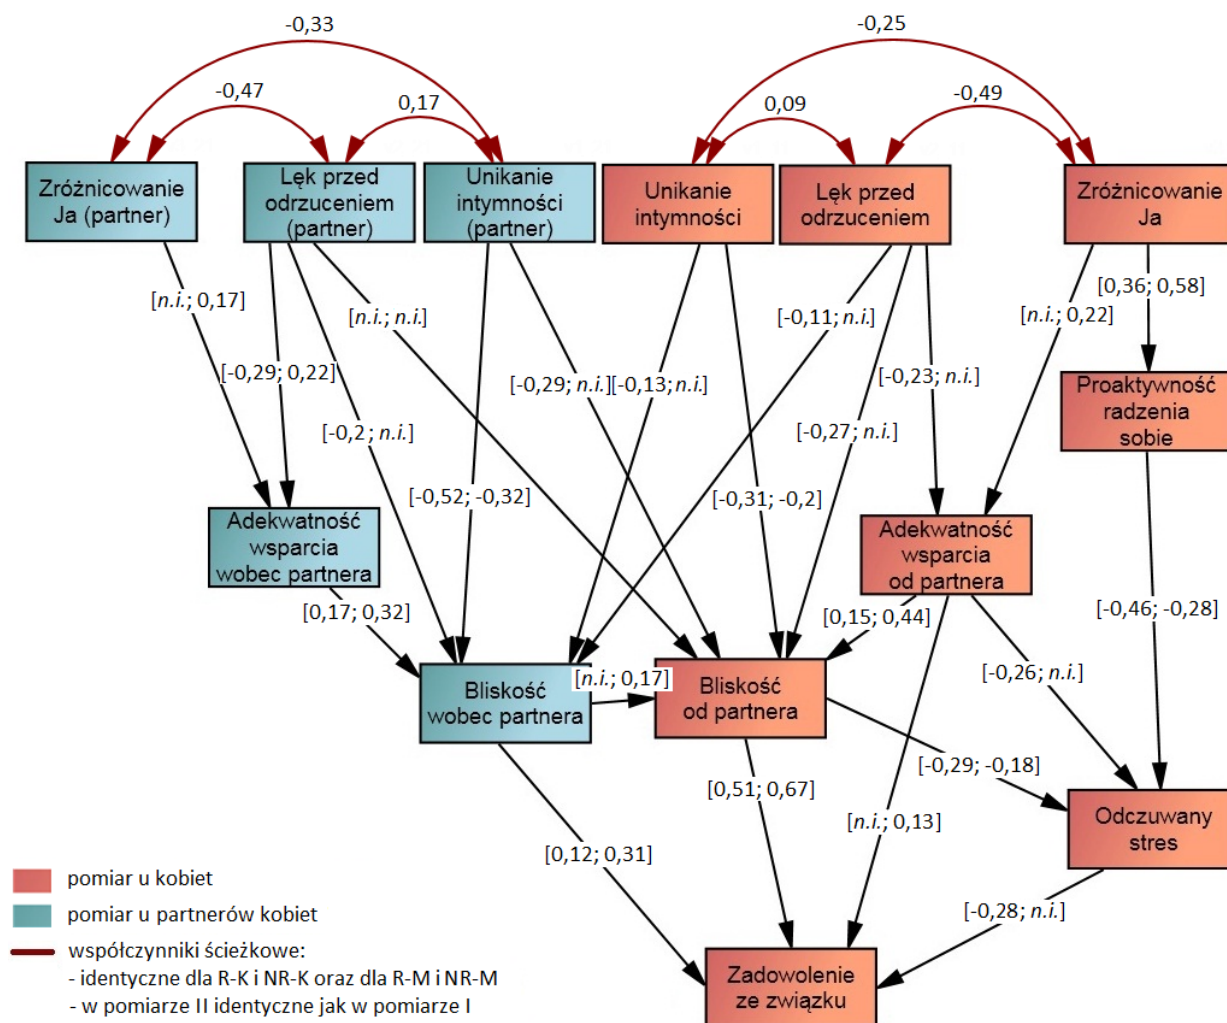 -0,33
-0,25
-0,47
0,17
0,09
-0,49
Zróżnicowanie
Ja (partner)
Lęk przed
odrzuceniem
(partner)
Unikanie
intymności
(partner)
Unikanie
intymności
Lęk przed
odrzuceniem
Zróżnicowanie
Ja
[n.i.; 0,17]
[n.i.; n.i.]
[-0,11; n.i.]
[n.i.; 0,22]
[0,36; 0,58]
[-0,29; 0,22]
[-0,29; n.i.]
[-0,13; n.i.]
[-0,23; n.i.]
Proaktywność
radzenia
sobie
[-0,2; n.i.]
[-0,27; n.i.]
[-0,52; -0,32]
[-0,31; -0,2]
Adekwatność
wsparcia
wobec partnera
Adekwatność
wsparcia
od partnera
[0,17; 0,32]
[0,15; 0,44]
[-0,46; -0,28]
Bliskość
wobec partnera
[n.i.; 0,17]
Bliskość
od partnera
[-0,26; n.i.]
[-0,29; -0,18]
[0,51; 0,67]
[n.i.; 0,13]
Odczuwany
stres
[0,12; 0,31]
[-0,28; n.i.]
Zadowolenie
ze związku
pomiar u kobiet
pomiar u partnerów kobiet
współczynniki ścieżkowe:
- identyczne dla R-K i NR-K oraz dla R-M i NR-M
- w pomiarze II identyczne jak w pomiarze I